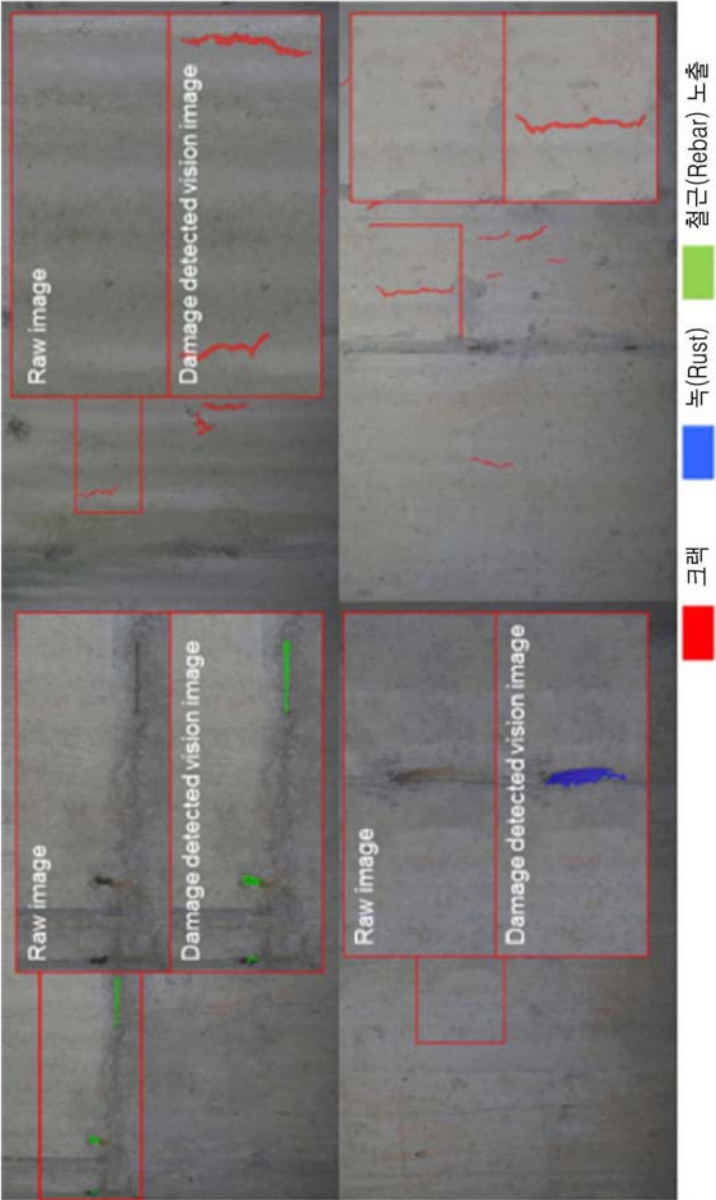 Raw image
Damage detected vision image
Raw image
Damage detected vision image
Raw image
Damage detected vision image
크랙
녹(Rust)
철근(Rebar) 노출